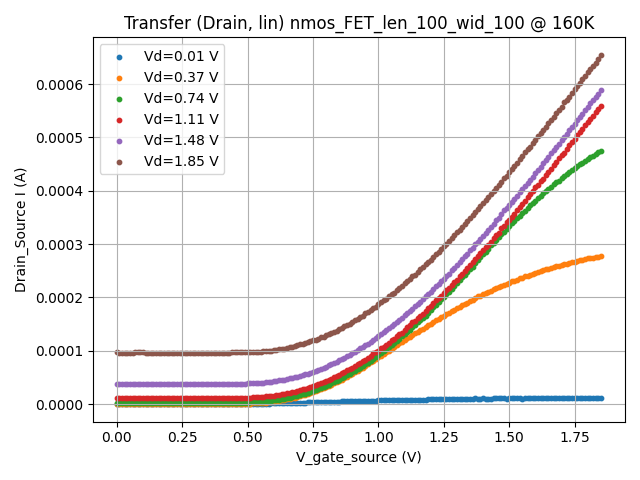 Transfer (Drain, lin) nmos_FET_len_100_wid_100 @ 160K
Vd=0.01 V
Vd=0.37 V
Vd=0.74 V
Vd=1.11 V
Vd=1.48 V
Vd=1.85 V
Drain_Source I (A)
0.0006
0.0005
0.0004
0.0003
0.0002
0.0001
0.0000
0.00 0.25 0.50 0.75 1.00 1.25 1.50 1.75
V_gate_source (V)